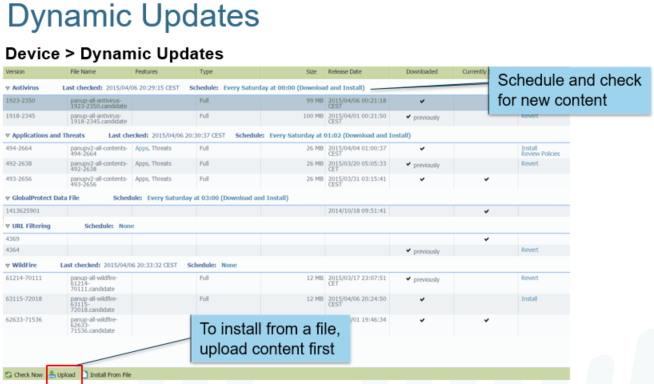 Dynamic Updates
Device > Dynamic Updates
Version File Name Features Type Size Release Date Downloaded Currently
Antivirus Last checked: 2015/04/06 20:29:15 CEST Schedule: Every Saturday at 00:00 (Download and Install)
Schedule and check
for new content
1923-2350 panup-all-antivirus- Full 99 MB 2015/04/06 00:21:18
1923-2350.candidate CEST
1918-2345 panup-all-antivirus- Full 100 MB 2015/04/01 00:21:50 previously Revert
1918-2345.candidate CEST
Applications and Threats Last checked: 2015/04/06 20:30:37 CEST Schedule: Every Saturday at 01:02 (Download and Install)
494-2664 panupv2-all-contents- Apps, Threats Full 26 MB 2015/04/04 01:00:37 Install
494-2664 CEST Review Policies
492-2638 panupv2-all-contents- Apps, Threats Full 26 MB 2015/03/20 05:05:33 previously Revert
492-2638 CET
493-2656 panupv2-all-contents- Apps, Threats Full 26 MB 2015/03/31 03:15:41
493-2656 CEST
GlobalProtect Data File Schedule: Every Saturday at 03:00 (Download and Install)
1413625901 2014/10/18 09:51:41
URL Filtering Schedule: None
4369
4364 previously Revert
WildFire Last checked: 2015/04/06 20:33:32 CEST Schedule: None
61214-70111 panup-all-wildfire- Full 12 MB 2015/03/17 23:07:51 previously Revert
61214- CET
70111.candidate
63115-72018 panup-all-wildfire- Full 12 MB 2015/04/06 20:24:50 Install
63115- CEST
72018.candidate
62633-71536 panup-all-wildfire- 01 19:46:34
62633-
71536.candidate
To install from a file,
upload content first
Check Now Upload Install From File